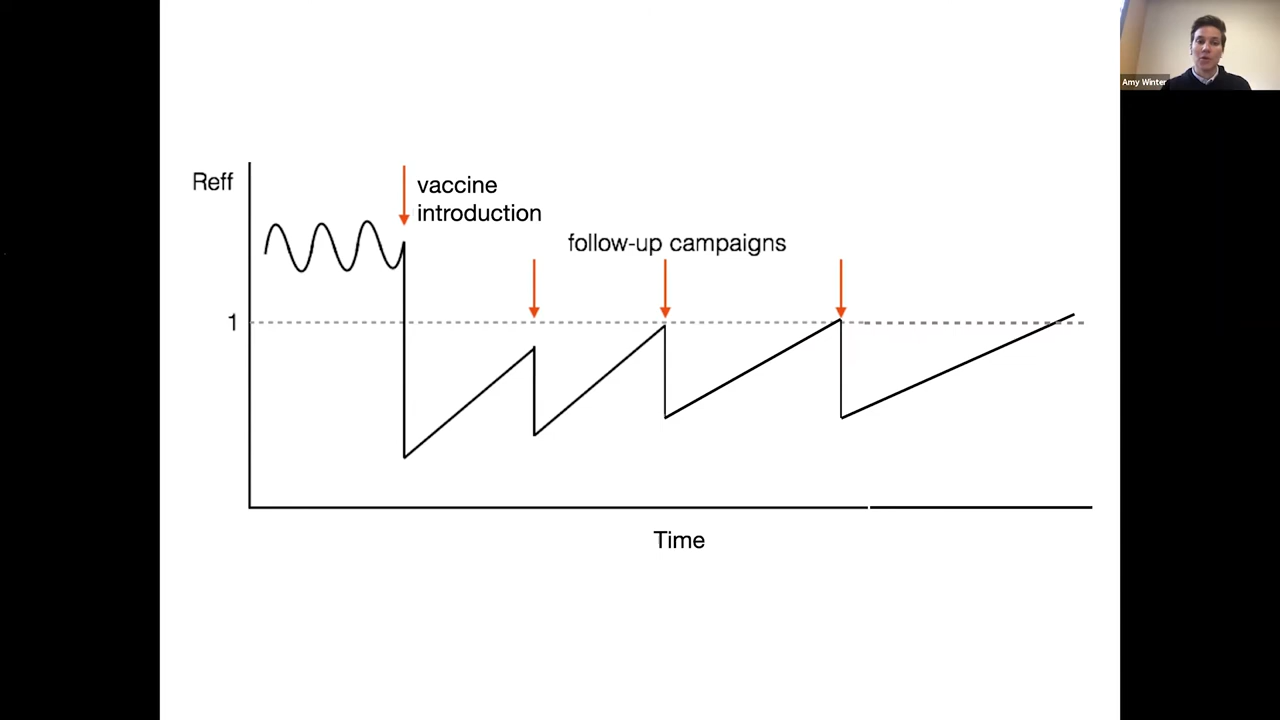 Amy Winter
Reff
vaccine
introduction
follow-up campaigns
1
Time